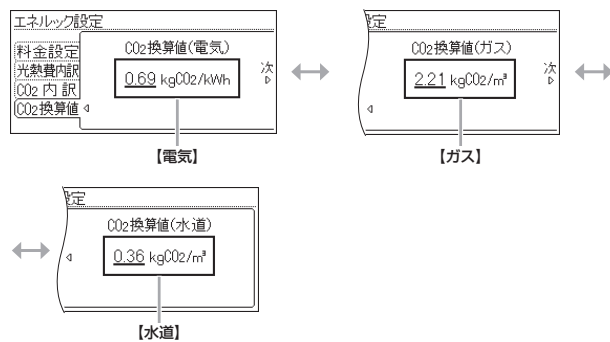 エネルック設定
料金設定
光熱費内訳
CO2 内 訳
CO2換算値
CO2換算値(電気)
0.69 kgCO2/kWh
次
【電気】
設定
CO2換算値(ガス)
2.21 kgCO2/m³
次
【ガス】
設定
CO2換算値(水道)
0.36 kgCO2/m³
【水道】